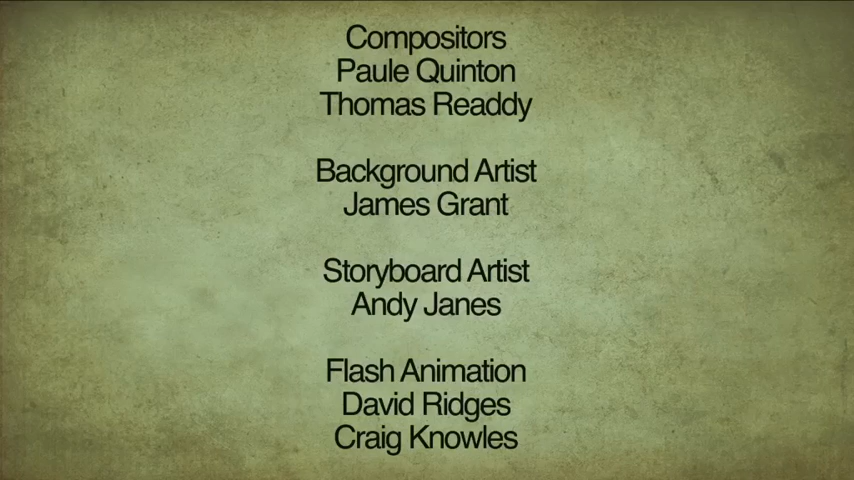 Compositors
Paule Quinton
Thomas Readdy
Background Artist
James Grant
Storyboard Artist
Andy Janes
Flash Animation
David Ridges
Craig Knowles